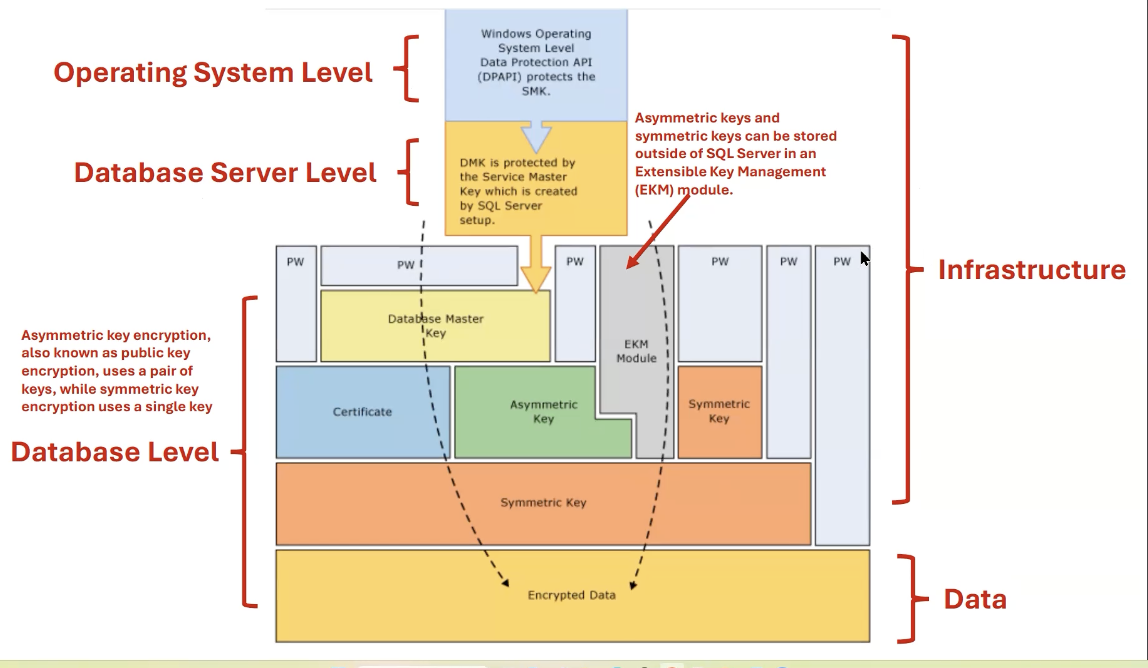 Windows Operating
System Level
Data Protection API
(DPAPI) protects the
SMK.
Operating System Level
Asymmetric keys and
symmetric keys can be stored
outside of SQL Server in an
Extensible Key Management
(EKM) module.
Database Server Level
DMK is protected by
the Service Master
Key which is created
by SQL Server
setup.
PW
PW
PW
PW
PW
PW
Infrastructure
Database Master
Key
Asymmetric key encryption,
also known as public key
encryption, uses a pair of
keys, while symmetric key
encryption uses a single key
EKM
Module
Certificate
Asymmetric
Key
Symmetric
Key
Database Level
Symmetric Key
Encrypted Data
Data